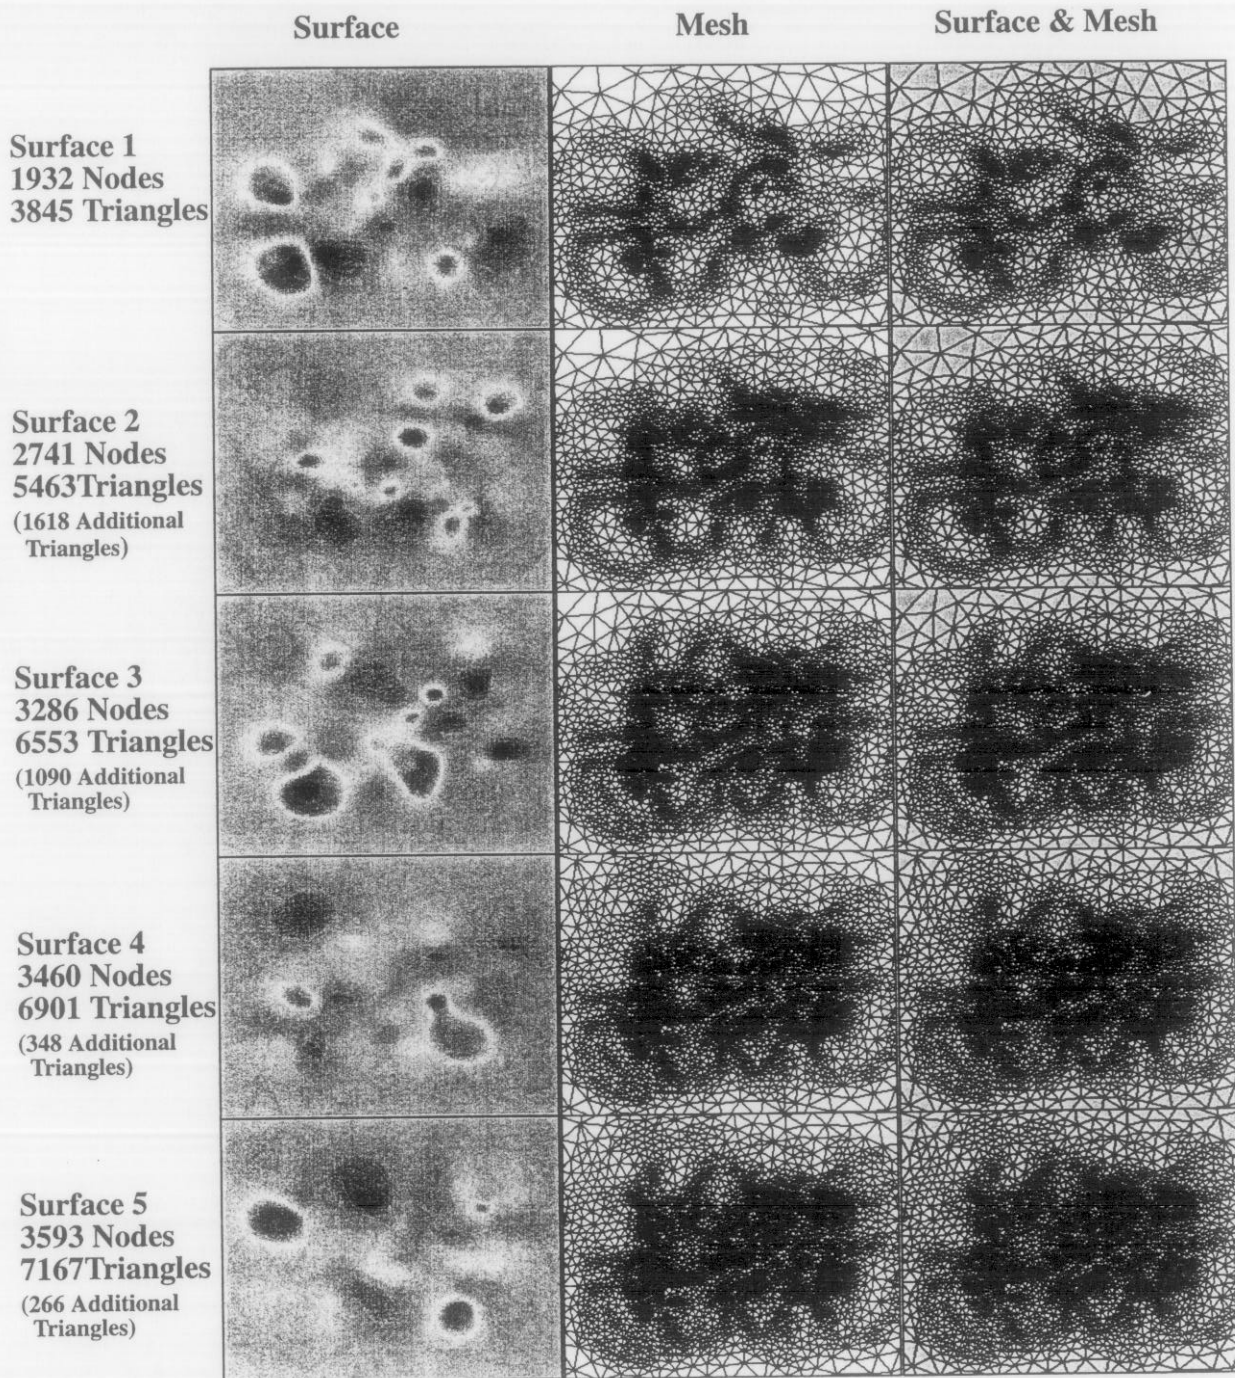 Surface
Mesh
Surface & Mesh
Surface 1
1932 Nodes
3845 Triangles
Surface 2
2741 Nodes
5463Triangles
(1618 Additional
Triangles)
Surface 3
3286 Nodes
6553 Triangles
(1090 Additional
Triangles)
Surface 4
3460 Nodes
6901 Triangles
(348 Additional
Triangles)
Surface 5
3593 Nodes
7167Triangles
(266 Additional
Triangles)